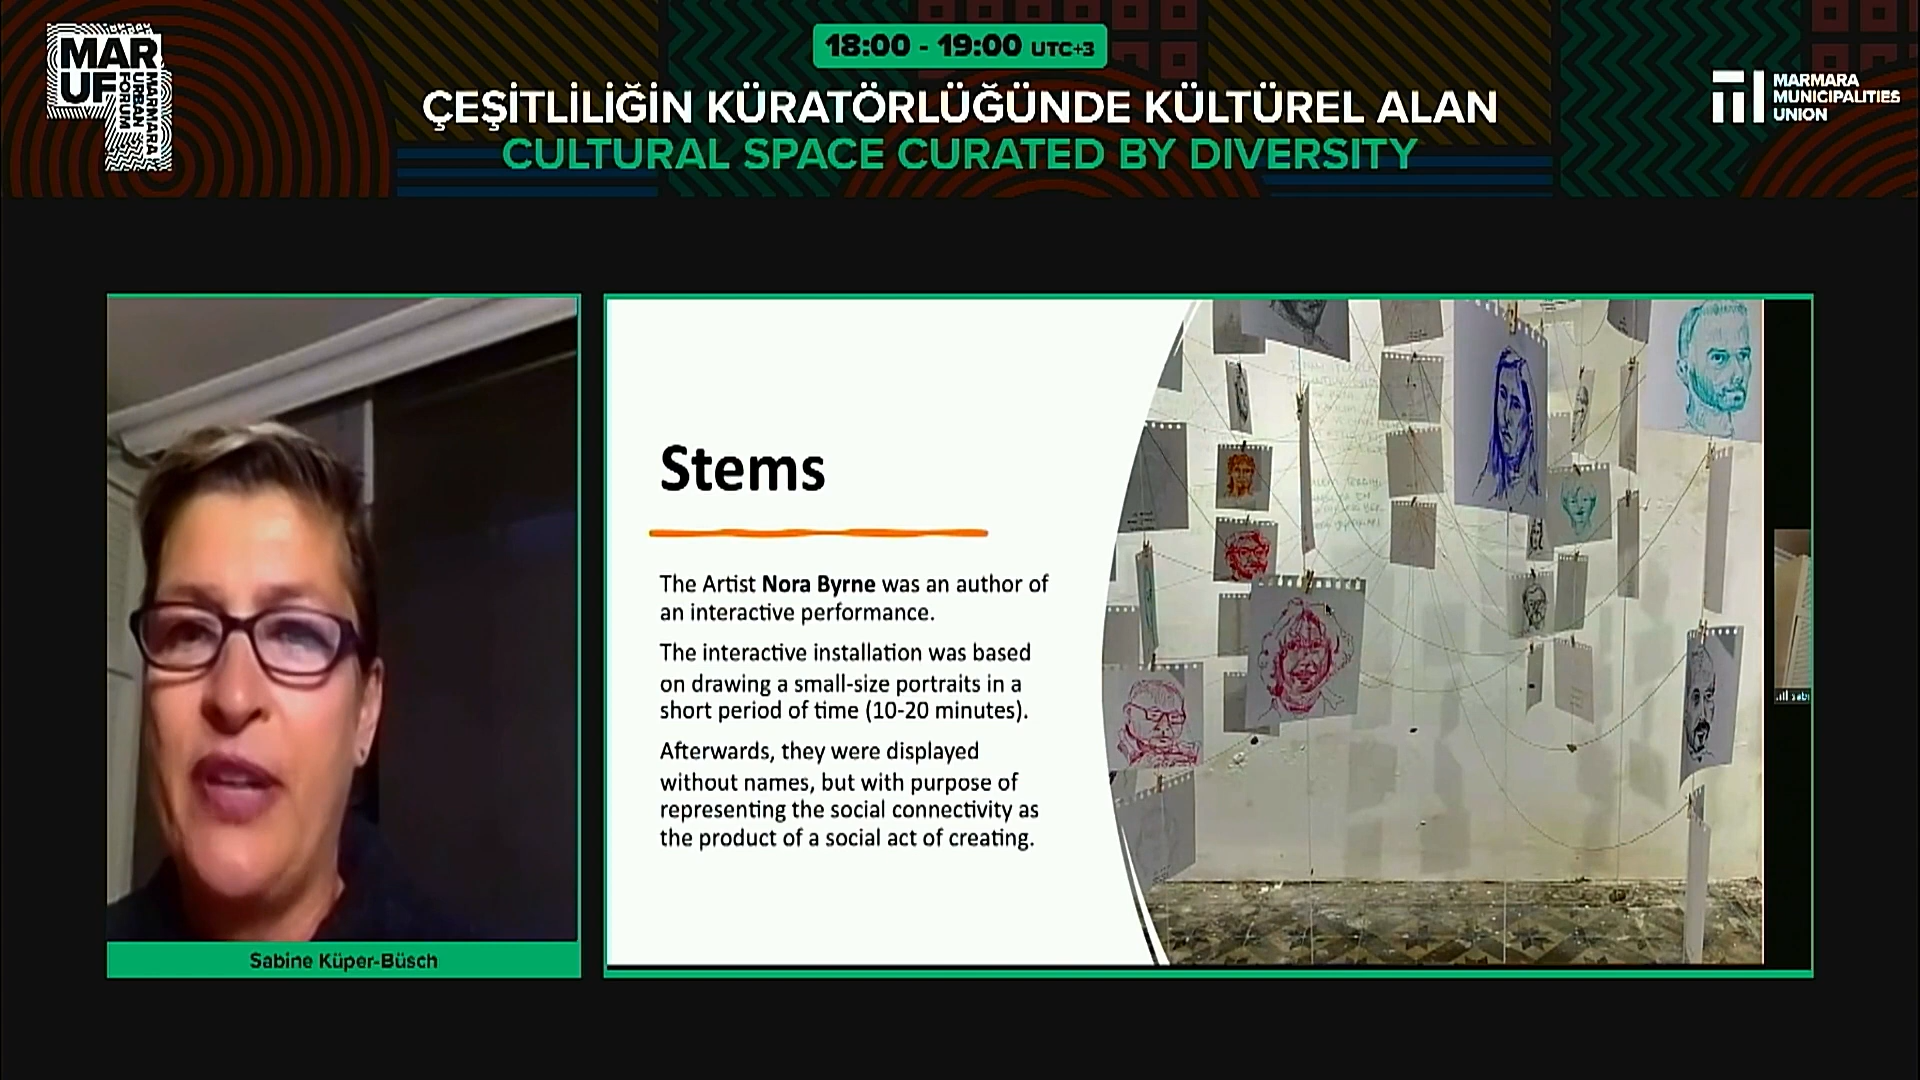 MAR
UF
MARMARA
URBAN
FORUM
18:00 - 19:00 UTC+3
ÇEŞİTLİLİĞİN KÜRATÖRLÜĞÜNDE KÜLTÜREL ALAN
CULTURAL SPACE CURATED BY DIVERSITY
MARMARA
MUNICIPALITIES
UNION
Stems
The Artist Nora Byrne was an author of
an interactive performance.
The interactive installation was based
on drawing a small-size portraits in a
short period of time (10-20 minutes).
Afterwards, they were displayed
without names, but with purpose of
representing the social connectivity as
the product of a social act of creating.
Sabine Küper-Büsch